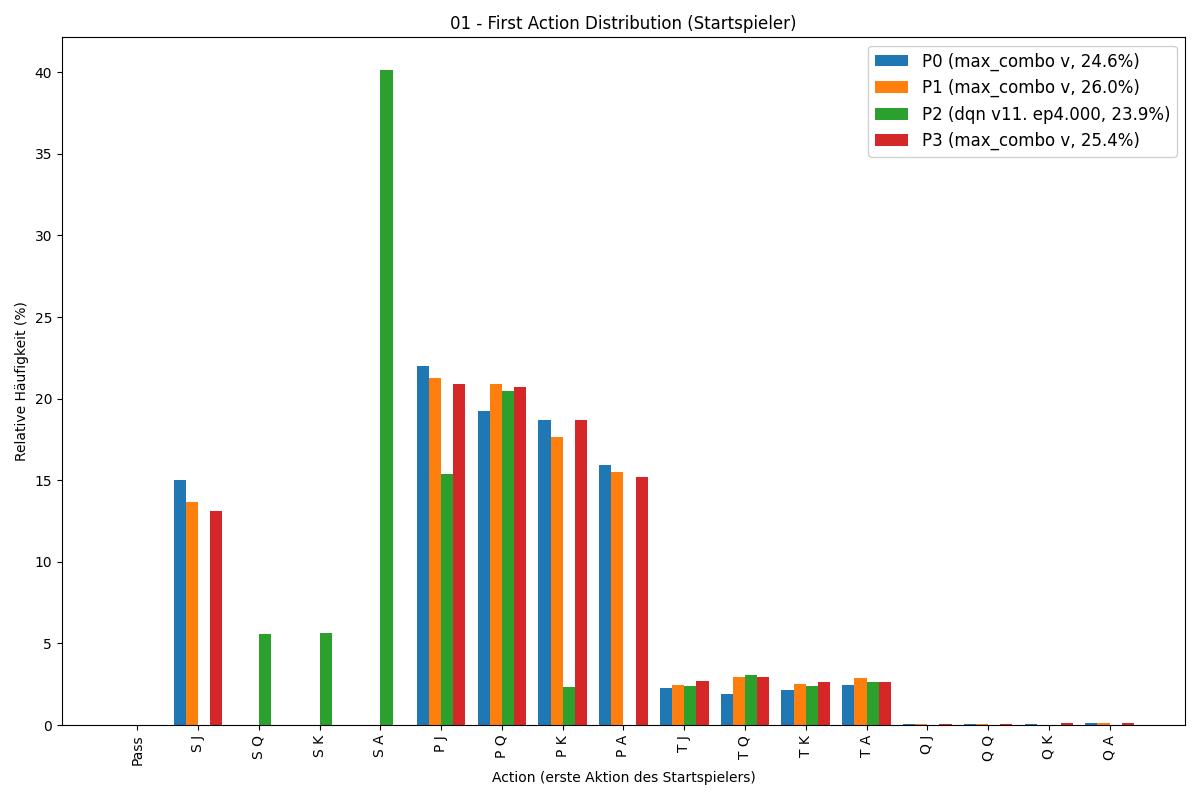 01 - First Action Distribution (Startspieler)
P0 (max_combo v, 24.6%)
P1 (max_combo v, 26.0%)
P2 (dqn v11. ep4.000, 23.9%)
P3 (max_combo v, 25.4%)
Relative Häufigkeit (%)
40
35
30
25
20
15
10
5
0
Pass
S J
S Q
S K
S A
P J
P Q
P K
P A
T J
T Q
T K
T A
Q J
Q Q
Q K
Q A
Action (erste Aktion des Startspielers)